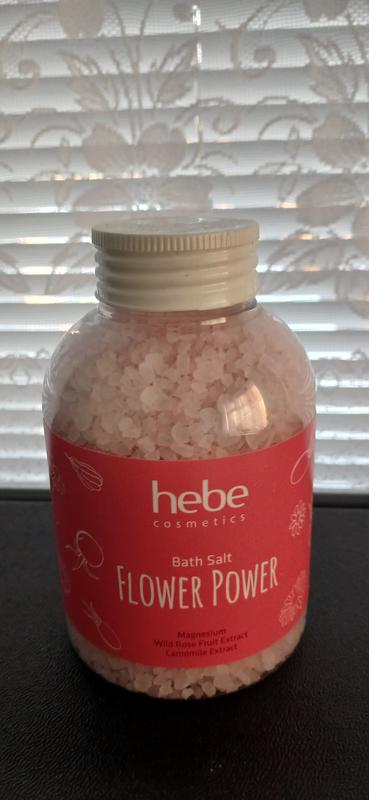 hebe
cosmetics
Bath Salt
FLOWER POWER
Magnesium
Wild Rose Fruit Extract
Camomile Extract